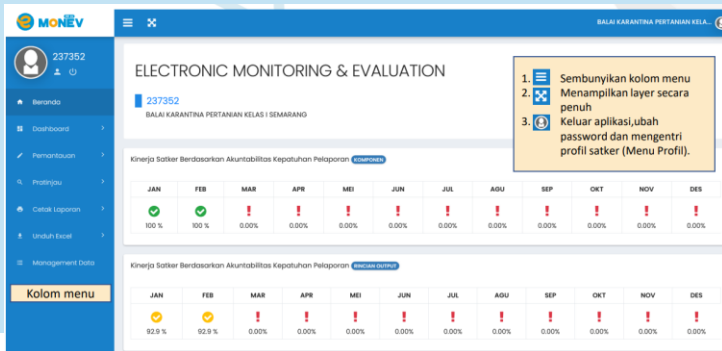 e MONEV
BALAI KARANTINA PERTANIAN KELA...
237352
ELECTRONIC MONITORING & EVALUATION
237352
BALAI KARANTINA PERTANIAN KELAS I SEMARANG
1. Sembunyikan kolom menu
2. Menampilkan layer secara
penuh
3. Keluar aplikasi,ubah
password dan mengentri
profil satker (Menu Profil).
Beranda
Dashboard
Pemantauan
Pratinjau
Cetak Laporan
Unduh Excel
Management Data
Kolom menu
Kinerja Satker Berdasarkan Akuntabilitas Kepatuhan Pelaporan KOMPONEN
JAN FEB MAR APR MEI JUN JUL AGU SEP OKT NOV DES
100 % 100 % 0.00% 0.00% 0.00% 0.00% 0.00% 0.00% 0.00% 0.00% 0.00% 0.00%
Kinerja Satker Berdasarkan Akuntabilitas Kepatuhan Pelaporan RINCIAN OUTPUT
JAN FEB MAR APR MEI JUN JUL AGU SEP OKT NOV DES
92.9 % 92.9 % 0.00% 0.00% 0.00% 0.00% 0.00% 0.00% 0.00% 0.00% 0.00% 0.00%